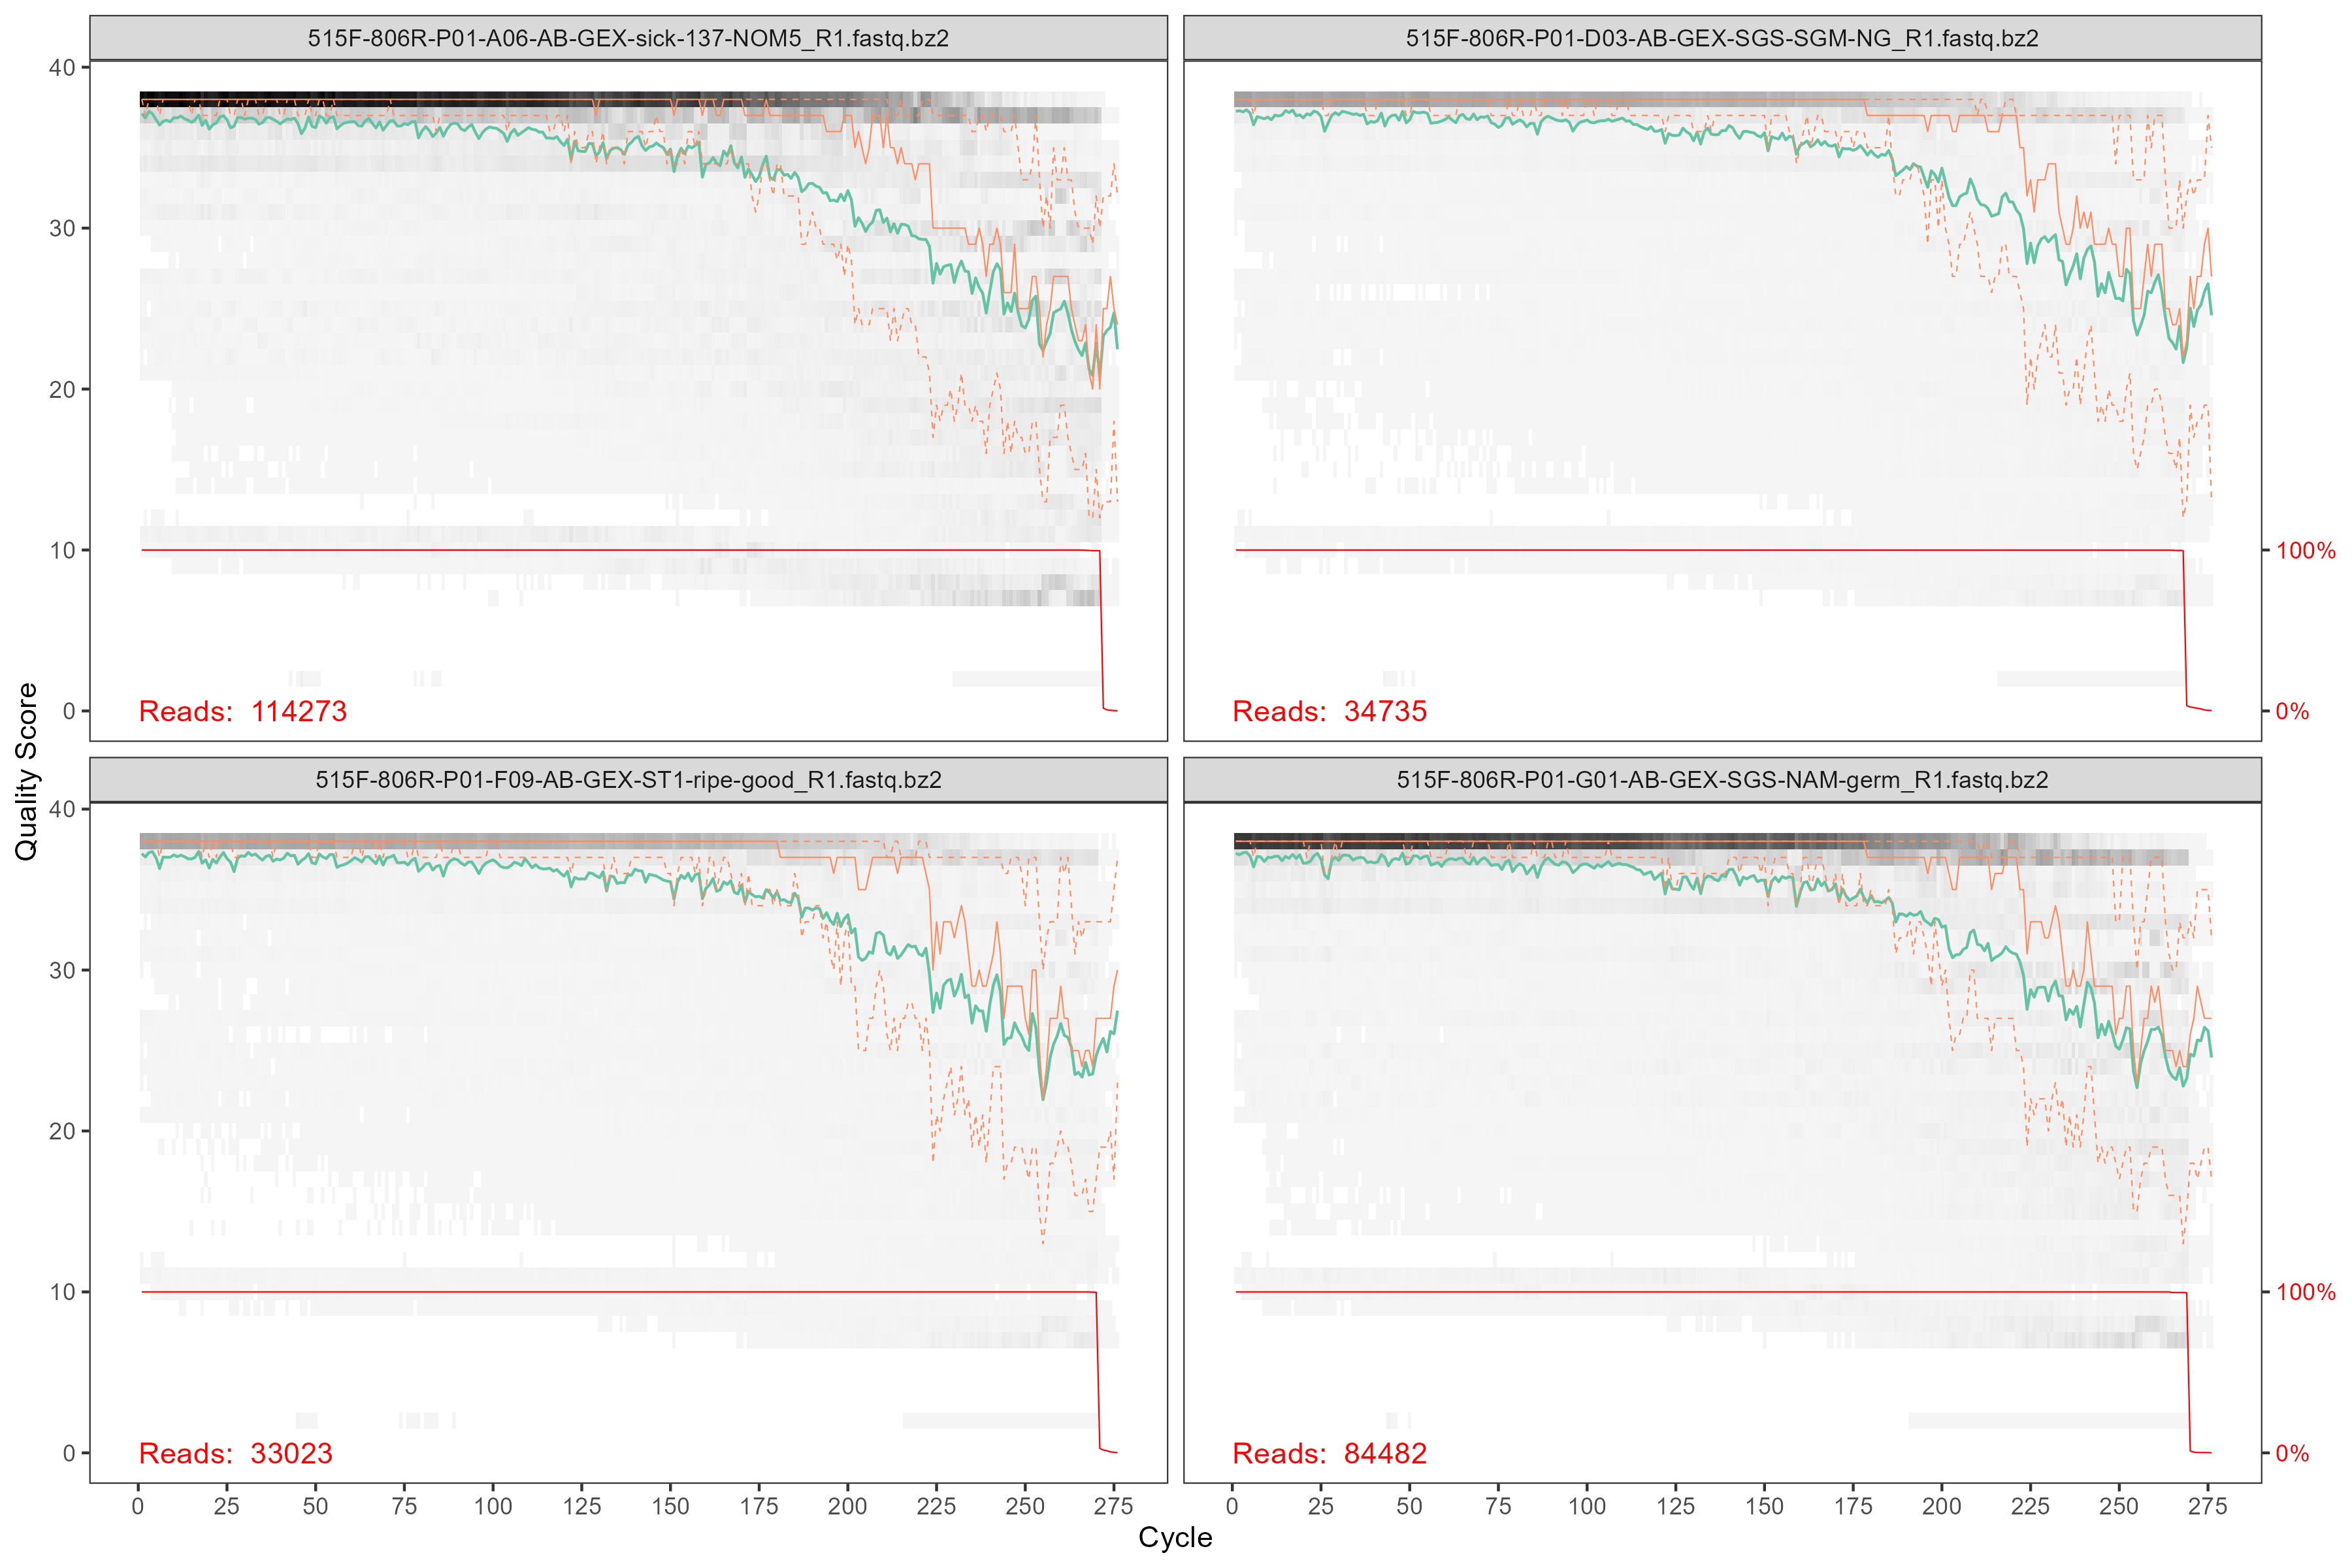 515F-806R-P01-A06-AB-GEX-sick-137-NOM5_R1.fastq.bz2
515F-806R-P01-D03-AB-GEX-SGS-SGM-NG_R1.fastq.bz2
40
30
20
10
0
100%
0%
Reads: 114273
Reads: 34735
Quality Score
515F-806R-P01-F09-AB-GEX-ST1-ripe-good_R1.fastq.bz2
515F-806R-P01-G01-AB-GEX-SGS-NAM-germ_R1.fastq.bz2
40
30
20
10
0
100%
0%
Reads: 33023
Reads: 84482
0 25 50 75 100 125 150 175 200 225 250 275
0 25 50 75 100 125 150 175 200 225 250 275
Cycle